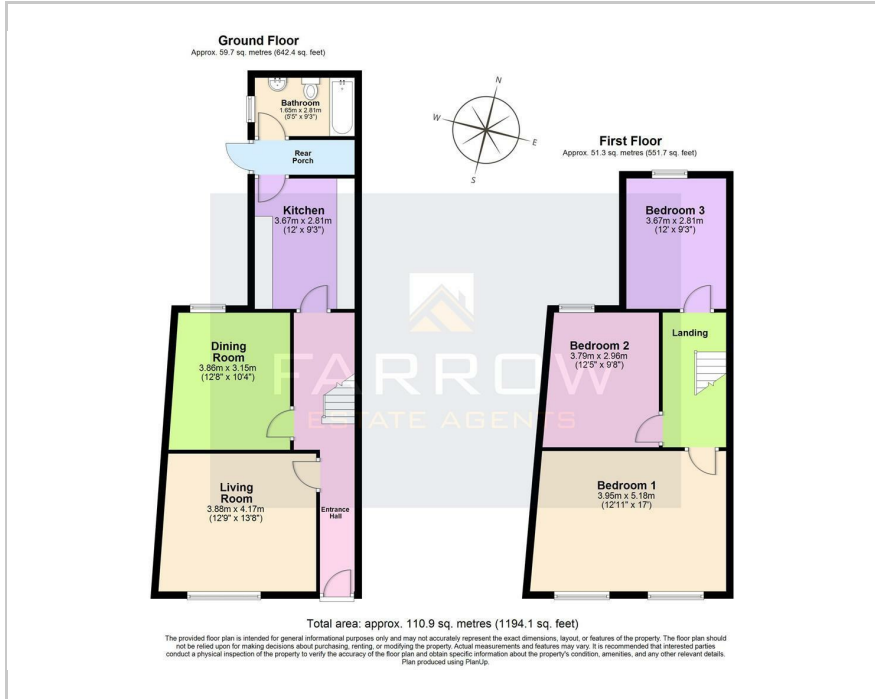 Ground Floor
Approx. 59.7 sq. metres (642.4 sq. feet)
Bathroom
1.65m x 2.81m
(5'5" x 9'3")
Rear
Porch
Kitchen
3.67m x 2.81m
(12' x 9'3")
Dining
Room
3.86m x 3.15m
(12'8" x 10'4")
Living
Room
3.88m x 4.17m
(12'9" x 13'8")
Entrance
Hall
N
W
E
S
First Floor
Approx. 51.3 sq. metres (551.7 sq. feet)
Bedroom 3
3.67m x 2.81m
(12' x 9'3")
Landing
Bedroom 2
3.79m x 2.96m
(12'5" x 9'8")
Bedroom 1
3.95m x 5.18m
(12'11" x 17')
FARROW
ESTATE AGENTS
Total area: approx. 110.9 sq. metres (1194.1 sq. feet)
The provided floor plan is intended for general informational purposes only and may not accurately represent the exact dimensions, layout, or features of the property. The floor plan should
not be relied upon for making decisions about purchasing, renting, or modifying the property. Actual measurements and features may vary. It is recommended that interested parties
conduct a physical inspection of the property to verify the accuracy of the floor plan and obtain specific information about the property's condition, amenities, and any other relevant details.
Plan produced using PlanUp.